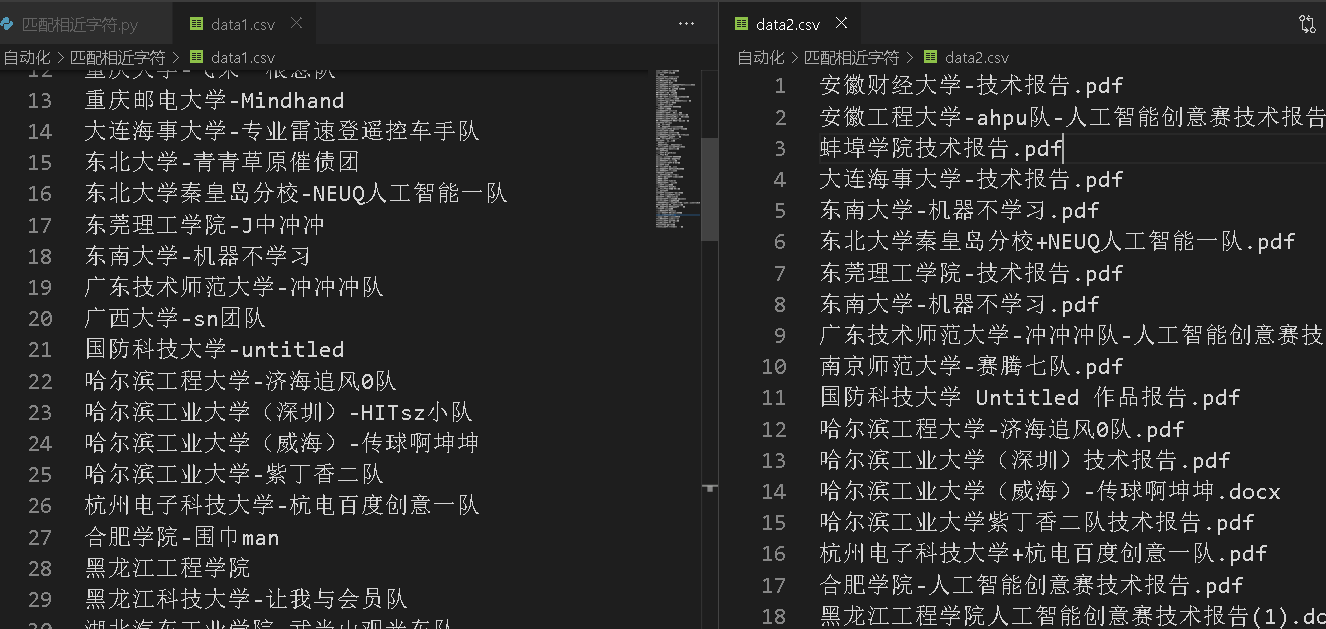 匹配相近字符.py data1.csv
自动化 > 匹配相近字符 > data1.csv
12
13 重庆邮电大学-Mindhand
14 大连海事大学-专业雷速登遥控车手队
15 东北大学-青青草原催债团
16 东北大学秦皇岛分校-NEUQ人工智能一队
17 东莞理工学院-J中冲冲
18 东南大学-机器不学习
19 广东技术师范大学-冲冲冲队
20 广西大学-sn团队
21 国防科技大学-untitled
22 哈尔滨工程大学-济海追风0队
23 哈尔滨工业大学（深圳）-HITsz小队
24 哈尔滨工业大学（威海）-传球啊坤坤
25 哈尔滨工业大学-紫丁香二队
26 杭州电子科技大学-杭电百度创意一队
27 合肥学院-围巾man
28 黑龙江工程学院
29 黑龙江科技大学-让我与会员队
data2.csv
自动化 > 匹配相近字符 > data2.csv
1 安徽财经大学-技术报告.pdf
2 安徽工程大学-ahpu队-人工智能创意赛技术报告
3 蚌埠学院技术报告.pdf
4 大连海事大学-技术报告.pdf
5 东南大学-机器不学习.pdf
6 东北大学秦皇岛分校+NEUQ人工智能一队.pdf
7 东莞理工学院-技术报告.pdf
8 东南大学-机器不学习.pdf
9 广东技术师范大学-冲冲冲队-人工智能创意赛技
10 南京师范大学-赛腾七队.pdf
11 国防科技大学 Untitled 作品报告.pdf
12 哈尔滨工程大学-济海追风0队.pdf
13 哈尔滨工业大学（深圳）技术报告.pdf
14 哈尔滨工业大学（威海）-传球啊坤坤.docx
15 哈尔滨工业大学紫丁香二队技术报告.pdf
16 杭州电子科技大学+杭电百度创意一队.pdf
17 合肥学院-人工智能创意赛技术报告.pdf
18 黑龙江工程学院人工智能创意赛技术报告(1).do